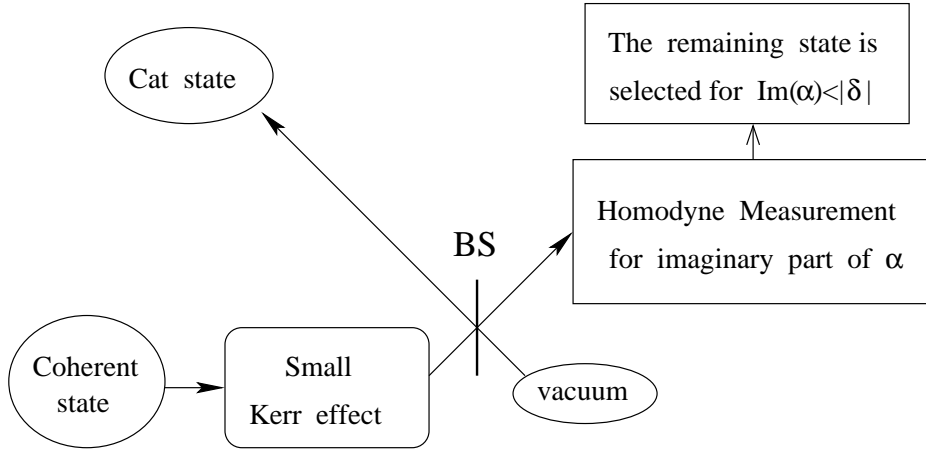 The remaining state is
selected for Im(α)<|δ|
Cat state
Homodyne Measurement
for imaginary part of α
BS
Coherent
state
Small
Kerr effect
vacuum